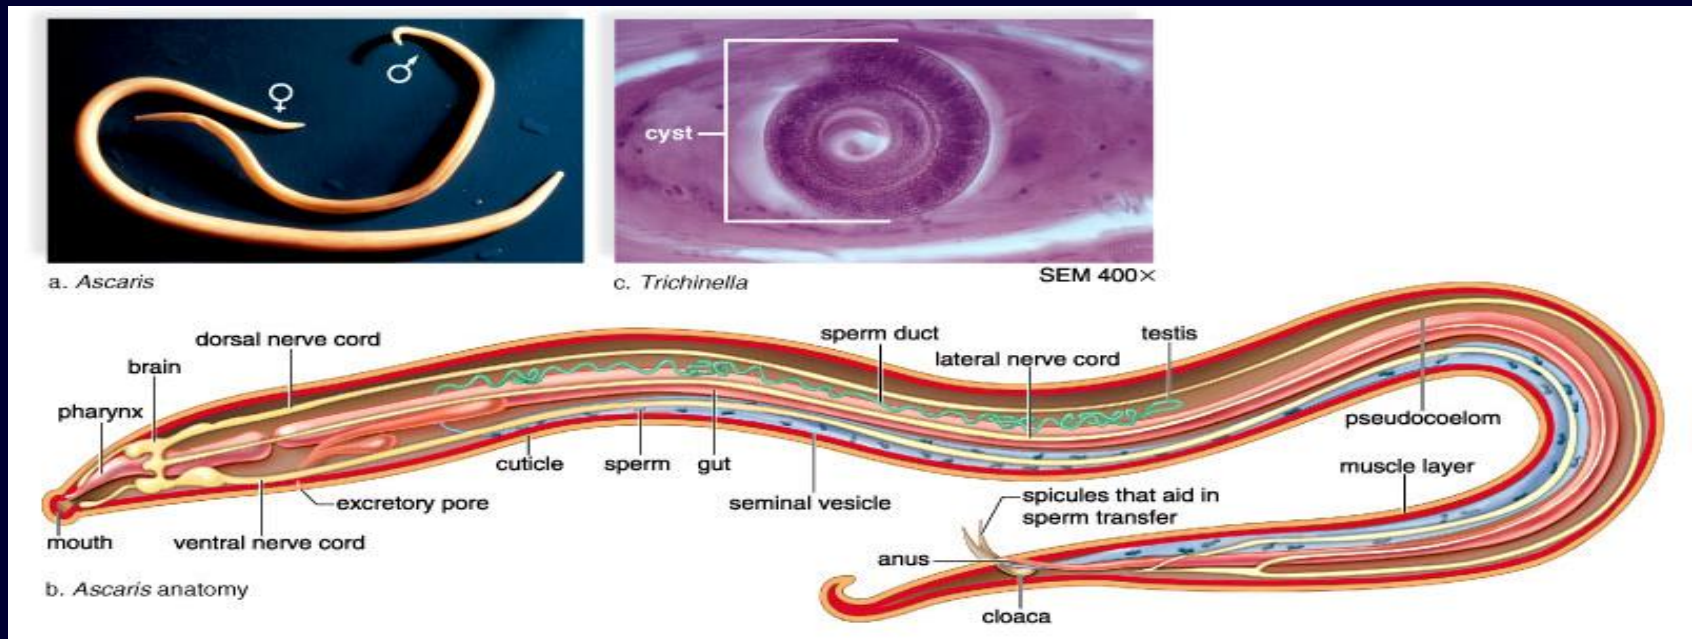 ♀
♂
cyst
a. Ascaris
c. Trichinella
SEM 400×
dorsal nerve cord
brain
pharynx
sperm duct
lateral nerve cord
testis
pseudocoelom
cuticle
sperm
gut
muscle layer
excretory pore
seminal vesicle
spicules that aid in
sperm transfer
mouth
ventral nerve cord
anus
b. Ascaris anatomy
cloaca